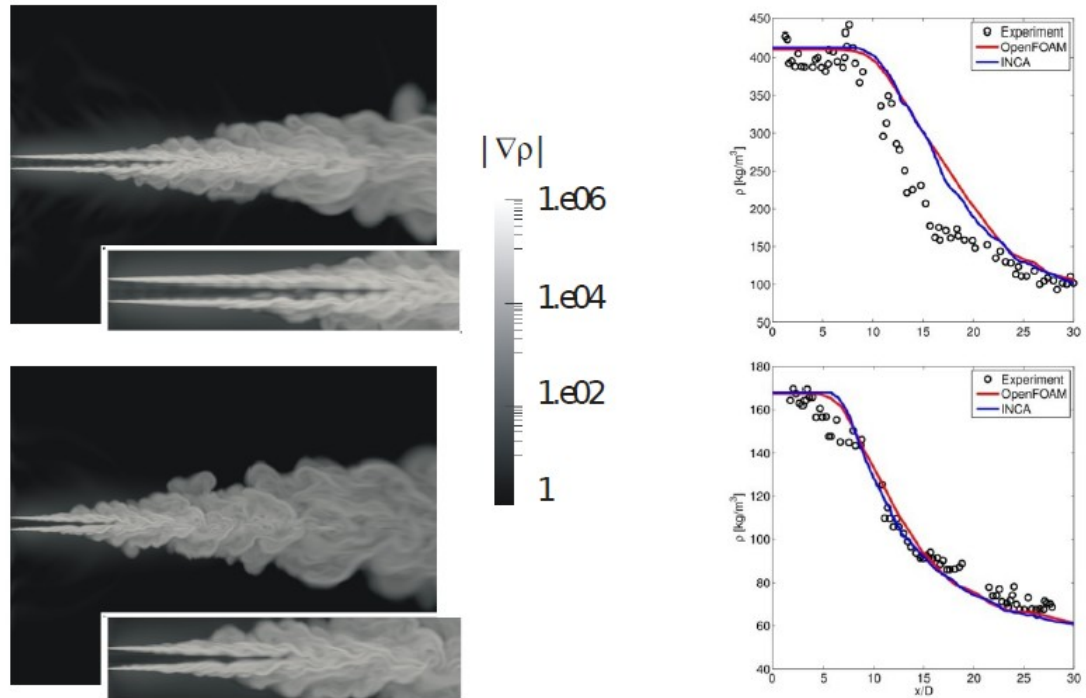 |∇ρ|
1.e06
1.e04
1.e02
1
450
400
350
300
250
200
150
100
50
ρ [kg/m³]
Experiment
OpenFOAM
INCA
0 5 10 15 20 25 30
180
160
140
120
100
80
60
40
ρ [kg/m³]
Experiment
OpenFOAM
INCA
0 5 10 15 20 25 30
x/D